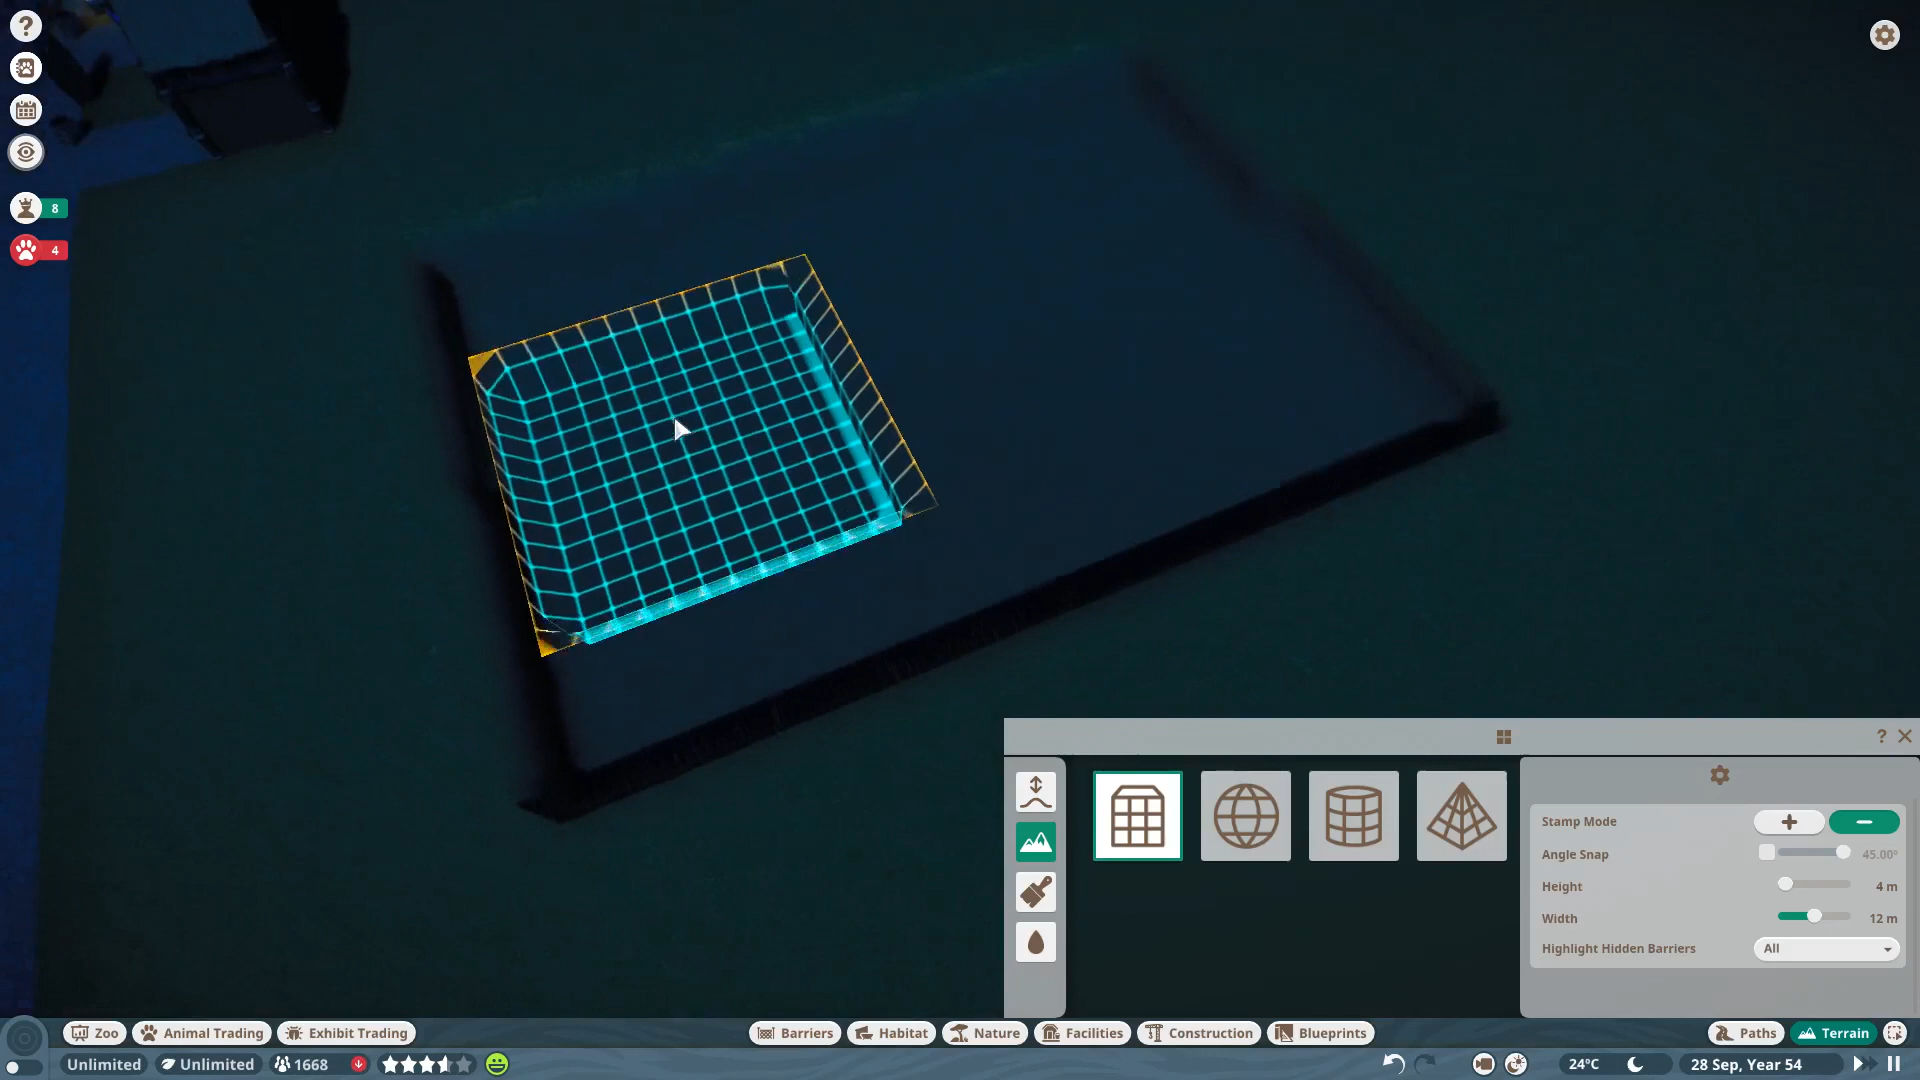 ?
8
4
?
Stamp Mode
Angle Snap 45.00°
Height 4 m
Width 12 m
Highlight Hidden Barriers All
Zoo Animal Trading Exhibit Trading Barriers Habitat Nature Facilities Construction Blueprints Paths Terrain
Unlimited Unlimited 1668 24°C 28 Sep, Year 54